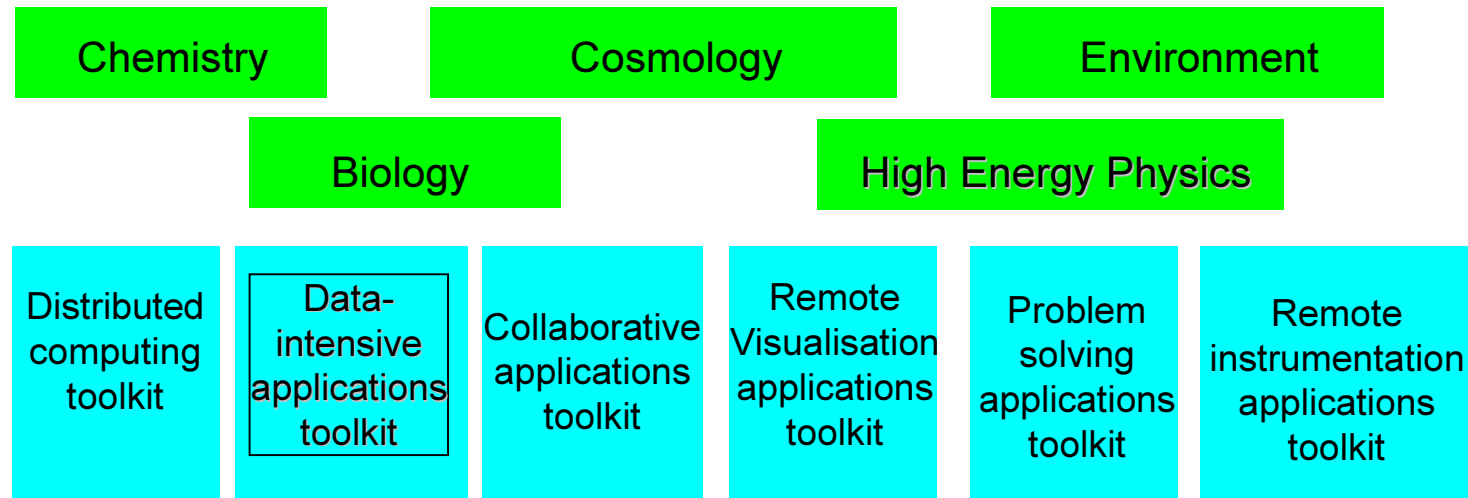 Chemistry
Cosmology
Environment
Biology
High Energy Physics
Distributed
computing
toolkit
Data-
intensive
applications
toolkit
Collaborative
applications
toolkit
Remote
Visualisation
applications
toolkit
Problem
solving
applications
toolkit
Remote
instrumentation
applications
toolkit